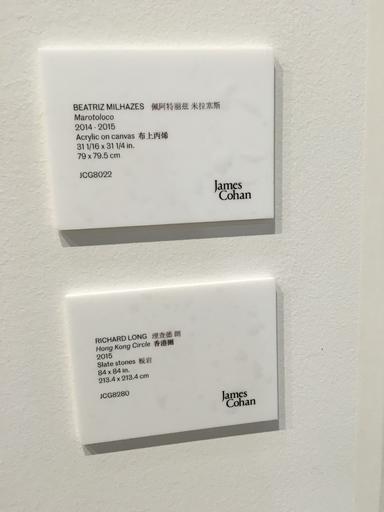 BEATRIZ MILHAZES 佩阿特丽兹 米拉塞斯
Marotoloco
2014 - 2015
Acrylic on canvas 布上丙烯
31 1/16 x 31 1/4 in.
79 x 79.5 cm
JCG8022
James
Cohan
RICHARD LONG 理查德 朗
Hong Kong Circle 香港圈
2015
Slate stones 板岩
84 x 84 in.
213.4 x 213.4 cm
JCG8280
James
Cohan